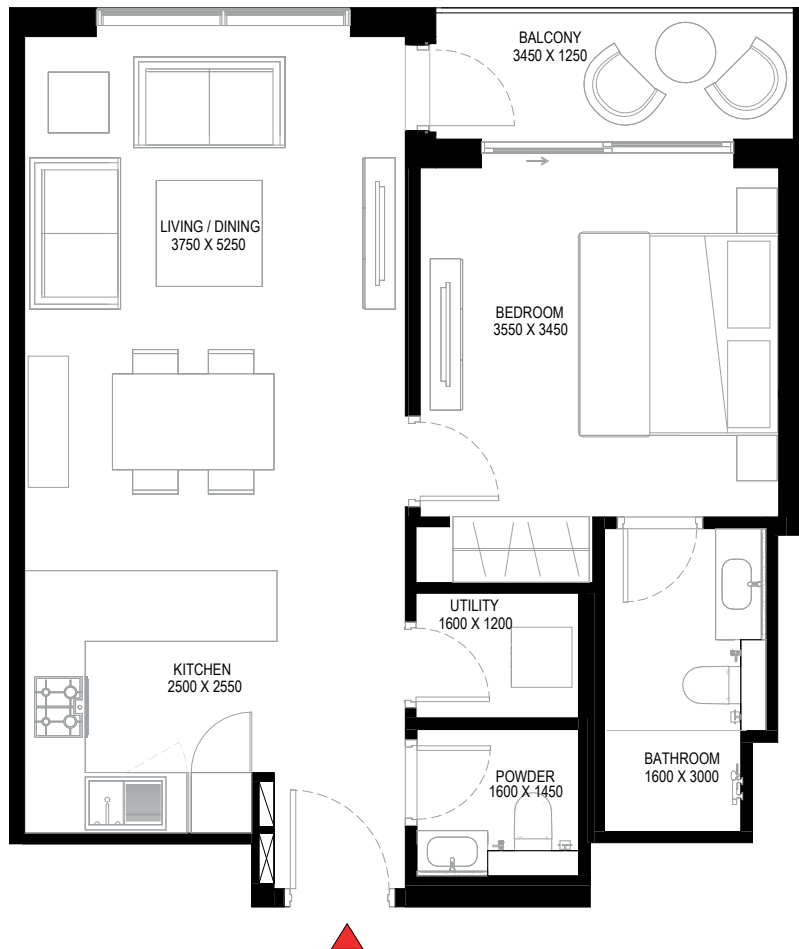 BALCONY
3450 X 1250
LIVING / DINING
3750 X 5250
BEDROOM
3550 X 3450
UTILITY
1600 X 1200
KITCHEN
2500 X 2550
BATHROOM
1600 X 3000
POWDER
1600 X 1450